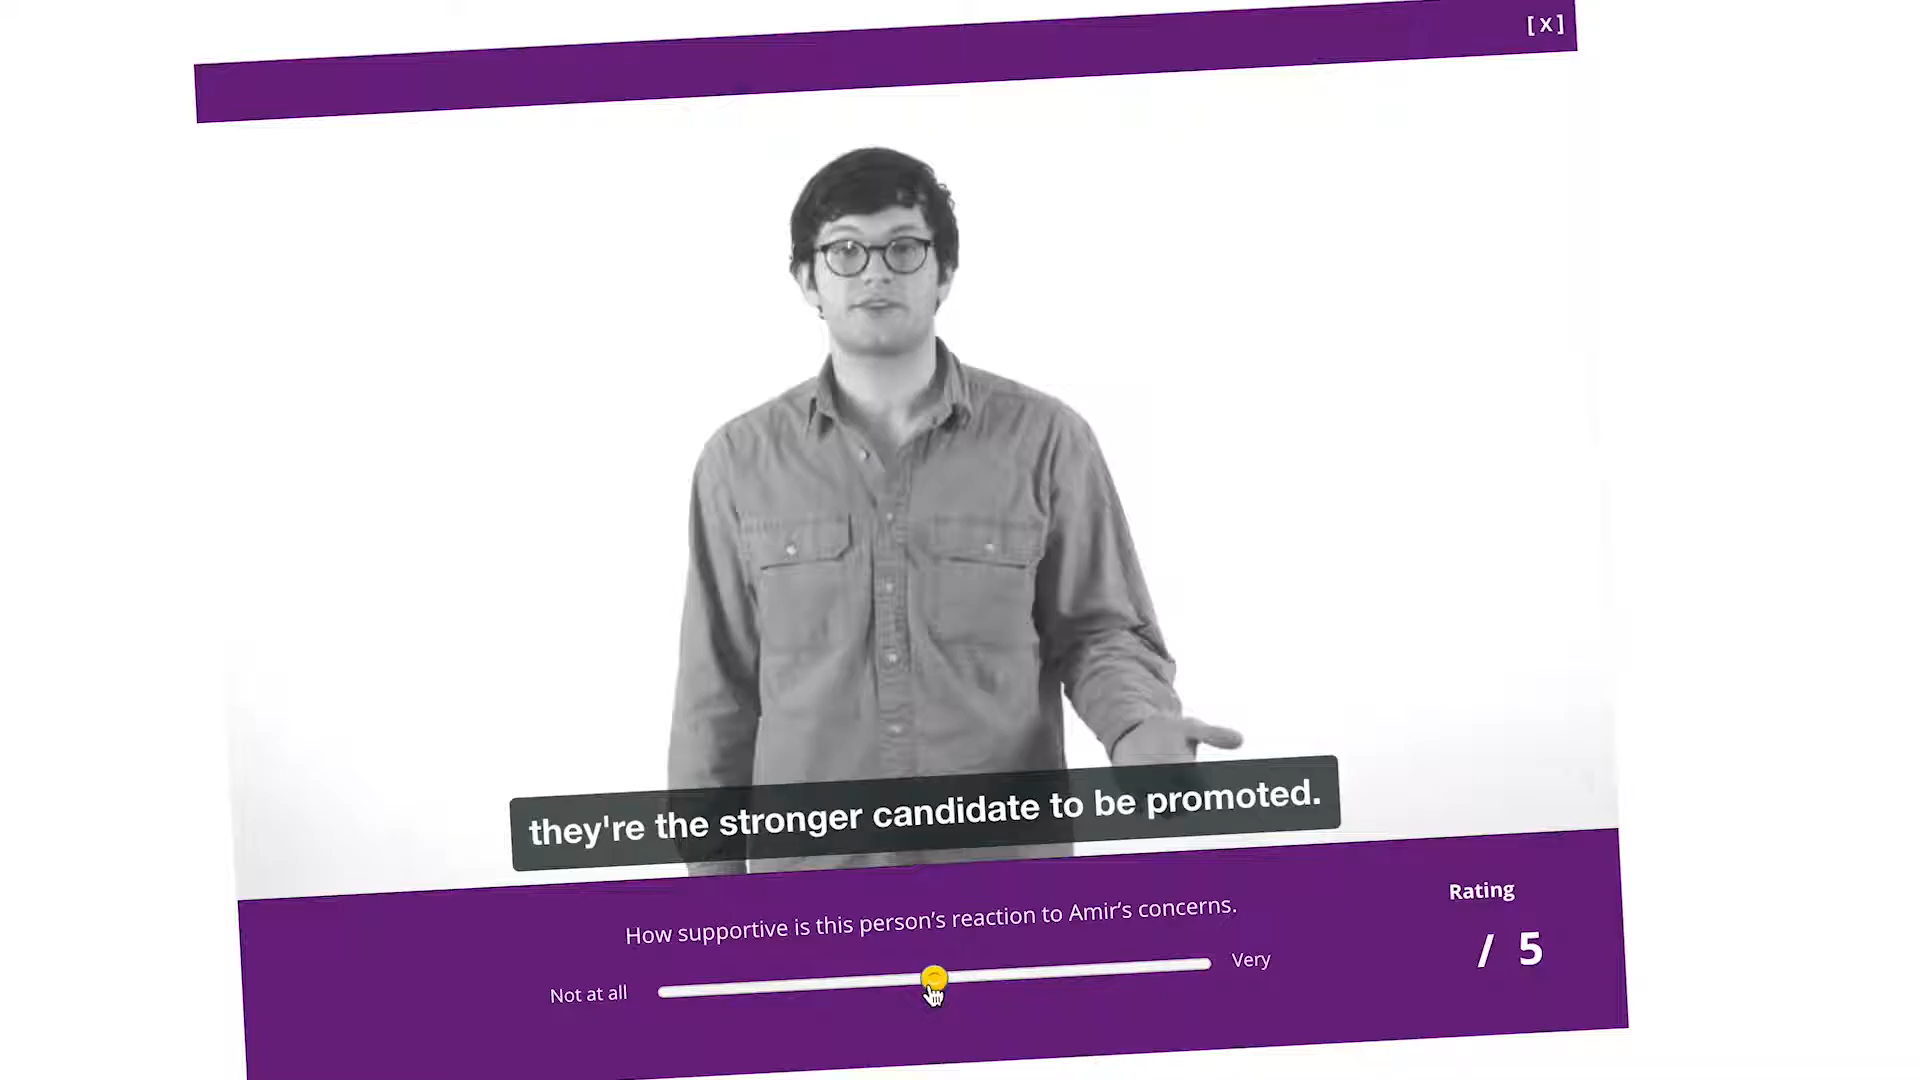 [ X ]
they're the stronger candidate to be promoted.
How supportive is this person’s reaction to Amir’s concerns.
Rating
/ 5
Not at all
Very